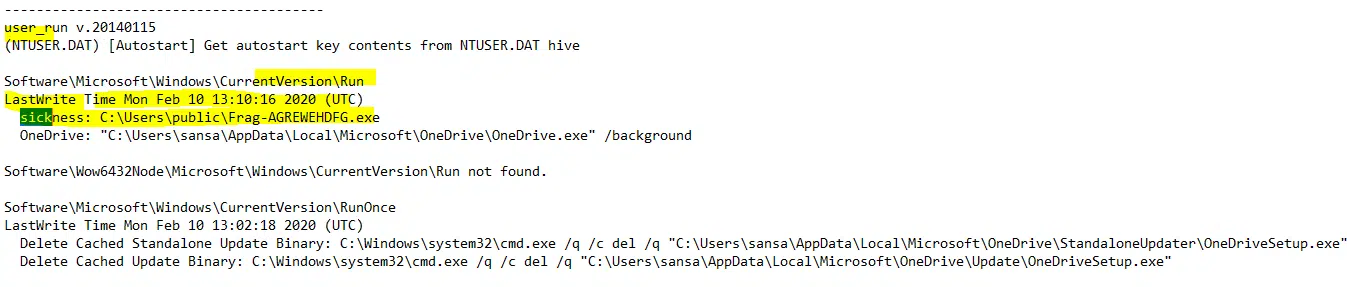 ---------------------------------------
user_run v.20140115
(NTUSER.DAT) [Autostart] Get autostart key contents from NTUSER.DAT hive
Software\Microsoft\Windows\CurrentVersion\Run
LastWrite Time Mon Feb 10 13:10:16 2020 (UTC)
sickness: C:\Users\public\Frag-AGREWEHDFG.exe
OneDrive: "C:\Users\sansa\AppData\Local\Microsoft\OneDrive\OneDrive.exe" /background
Software\Wow6432Node\Microsoft\Windows\CurrentVersion\Run not found.
Software\Microsoft\Windows\CurrentVersion\RunOnce
LastWrite Time Mon Feb 10 13:02:18 2020 (UTC)
Delete Cached Standalone Update Binary: C:\Windows\system32\cmd.exe /q /c del /q "C:\Users\sansa\AppData\Local\Microsoft\OneDrive\StandaloneUpdater\OneDriveSetup.exe"
Delete Cached Update Binary: C:\Windows\system32\cmd.exe /q /c del /q "C:\Users\sansa\AppData\Local\Microsoft\OneDrive\Update\OneDriveSetup.exe"